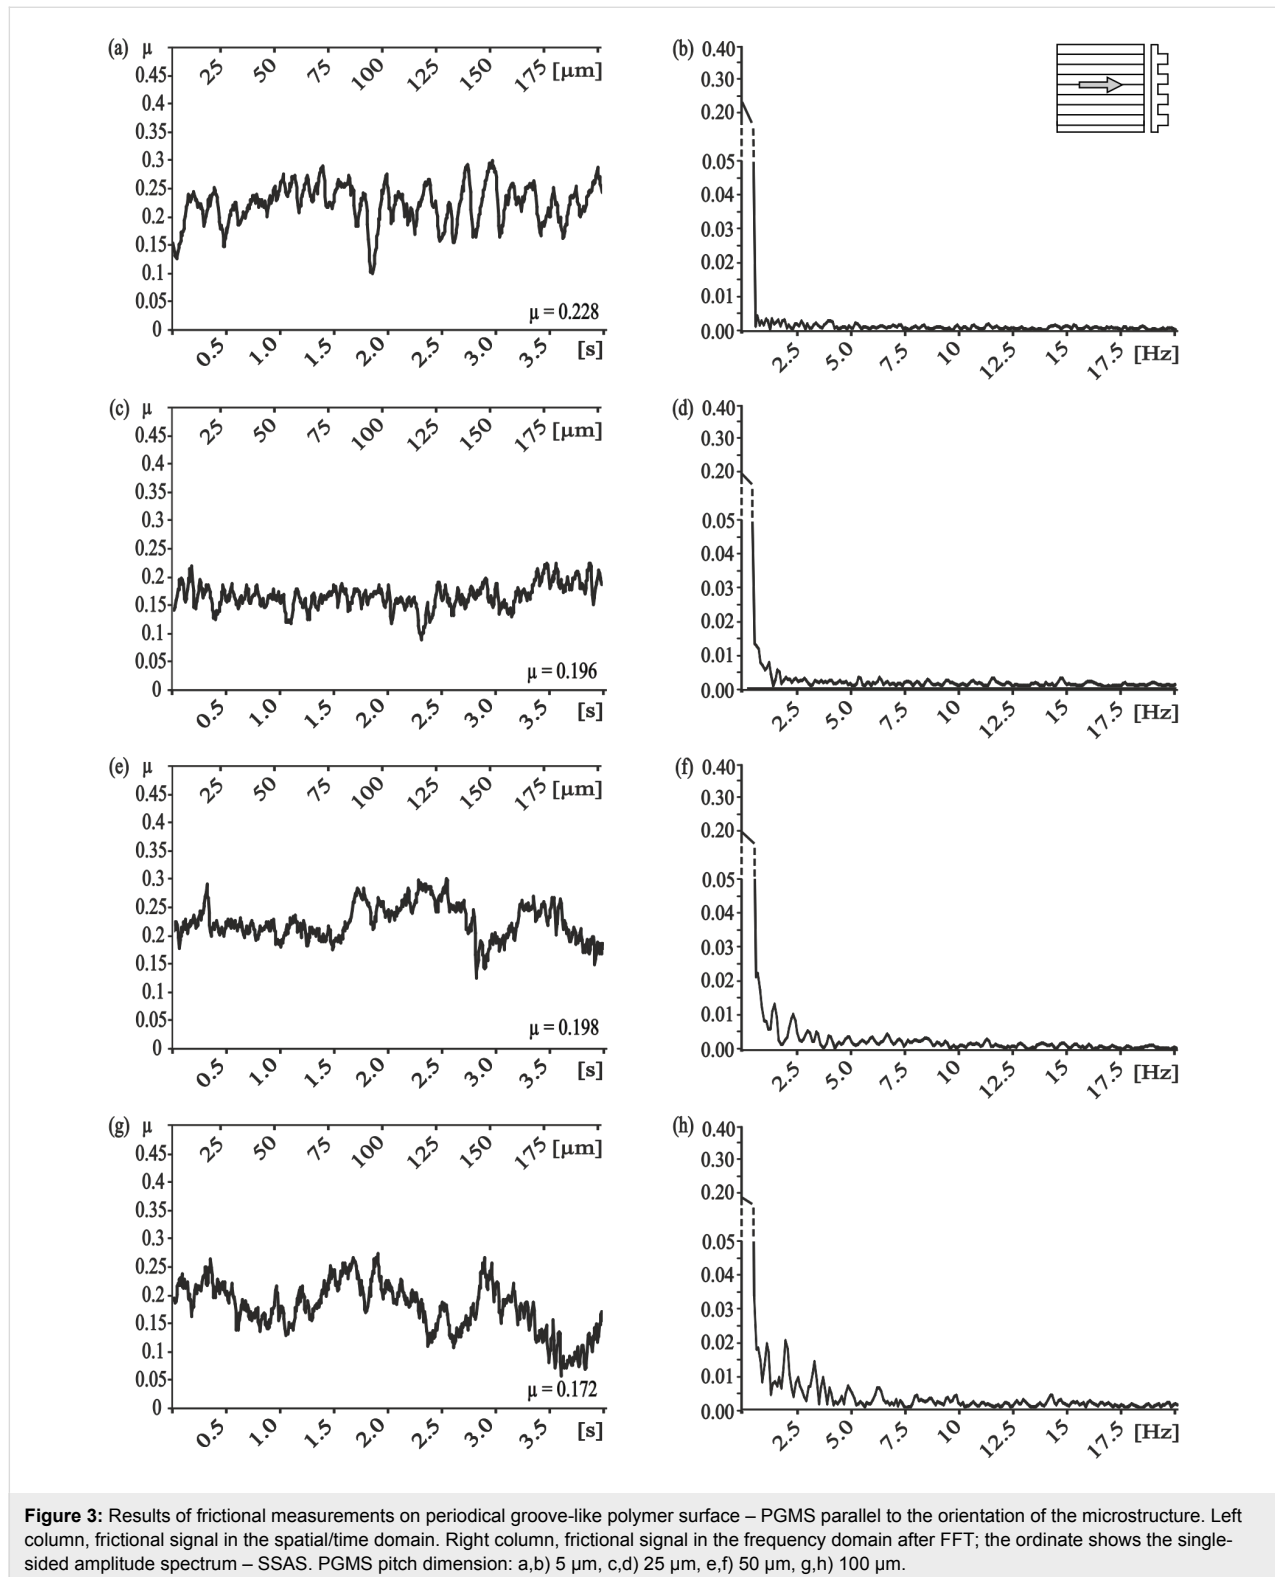 (a) μ
0.45
0.4
0.35
0.3
0.25
0.2
0.15
0.1
0.05
0
25 50 75 100 125 150 175 [μm]
μ = 0.228
0.5 1.0 1.5 2.0 2.5 3.0 3.5 [s]
(b) 0.40
0.30
0.20
0.05
0.04
0.03
0.02
0.01
0.00
2.5 5.0 7.5 10 12.5 15 17.5 [Hz]
(c) μ
0.45
0.4
0.35
0.3
0.25
0.2
0.15
0.1
0.05
0
25 50 75 100 125 150 175 [μm]
μ = 0.196
0.5 1.0 1.5 2.0 2.5 3.0 3.5 [s]
(d) 0.40
0.30
0.20
0.05
0.04
0.03
0.02
0.01
0.00
2.5 5.0 7.5 10 12.5 15 17.5 [Hz]
(e) μ
0.45
0.4
0.35
0.3
0.25
0.2
0.15
0.1
0.05
0
25 50 75 100 125 150 175 [μm]
μ = 0.198
0.5 1.0 1.5 2.0 2.5 3.0 3.5 [s]
(f) 0.40
0.30
0.20
0.05
0.04
0.03
0.02
0.01
0.00
2.5 5.0 7.5 10 12.5 15 17.5 [Hz]
(g) μ
0.45
0.4
0.35
0.3
0.25
0.2
0.15
0.1
0.05
0
25 50 75 100 125 150 175 [μm]
μ = 0.172
0.5 1.0 1.5 2.0 2.5 3.0 3.5 [s]
(h) 0.40
0.30
0.20
0.05
0.04
0.03
0.02
0.01
0.00
2.5 5.0 7.5 10 12.5 15 17.5 [Hz]
Figure 3: Results of frictional measurements on periodical groove-like polymer surface – PGMS parallel to the orientation of the microstructure. Left
column, frictional signal in the spatial/time domain. Right column, frictional signal in the frequency domain after FFT; the ordinate shows the single-
sided amplitude spectrum – SSAS. PGMS pitch dimension: a,b) 5 μm, c,d) 25 μm, e,f) 50 μm, g,h) 100 μm.